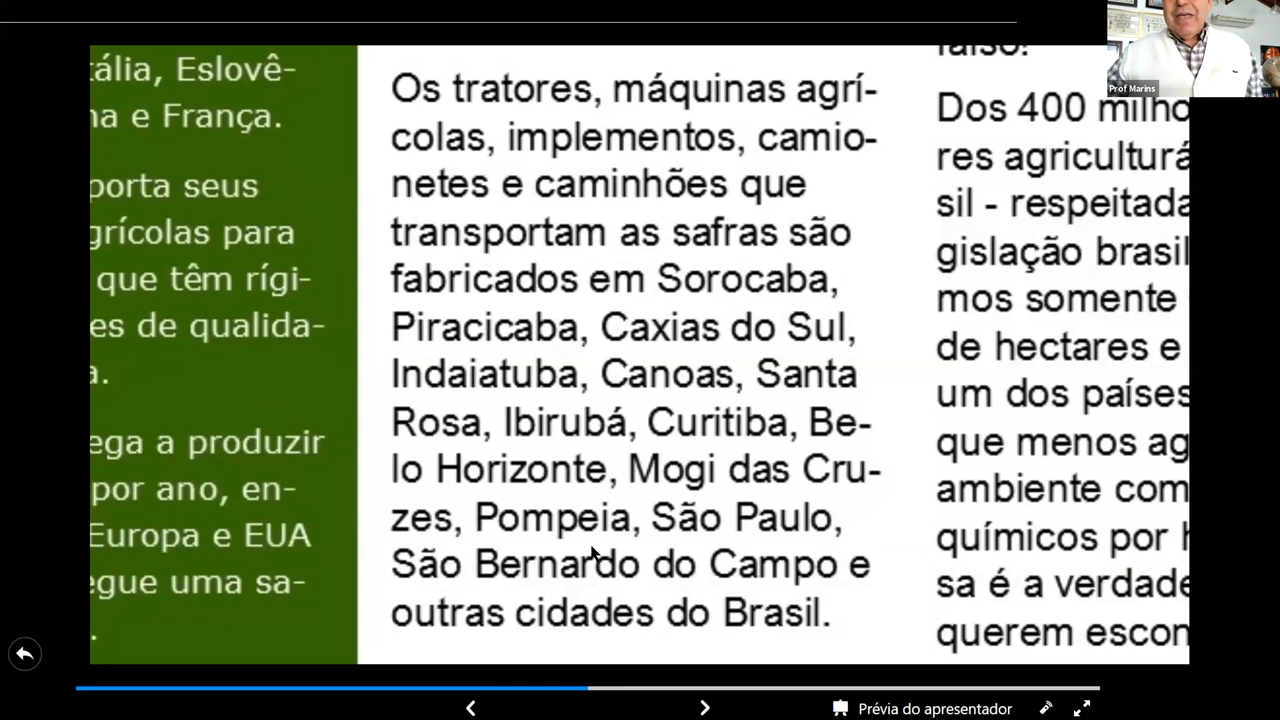 tália, Eslovê-
na e França.
porta seus
grícolas para
que têm rígi-
es de qualida-
a.
ega a produzir
por ano, en-
Europa e EUA
egue uma sa-
.
Os tratores, máquinas agrí-
colas, implementos, camio-
netes e caminhões que
transportam as safras são
fabricados em Sorocaba,
Piracicaba, Caxias do Sul,
Indaiatuba, Canoas, Santa
Rosa, Ibirubá, Curitiba, Be-
lo Horizonte, Mogi das Cru-
zes, Pompeia, São Paulo,
São Bernardo do Campo e
outras cidades do Brasil.
falso!
Dos 400 milho
res agriculturá
sil - respeitada
gislação brasil
mos somente
de hectares e
um dos países
que menos ag
ambiente com
químicos por h
sa é a verdade
querem escon
Prof Marins
Prévia do apresentador